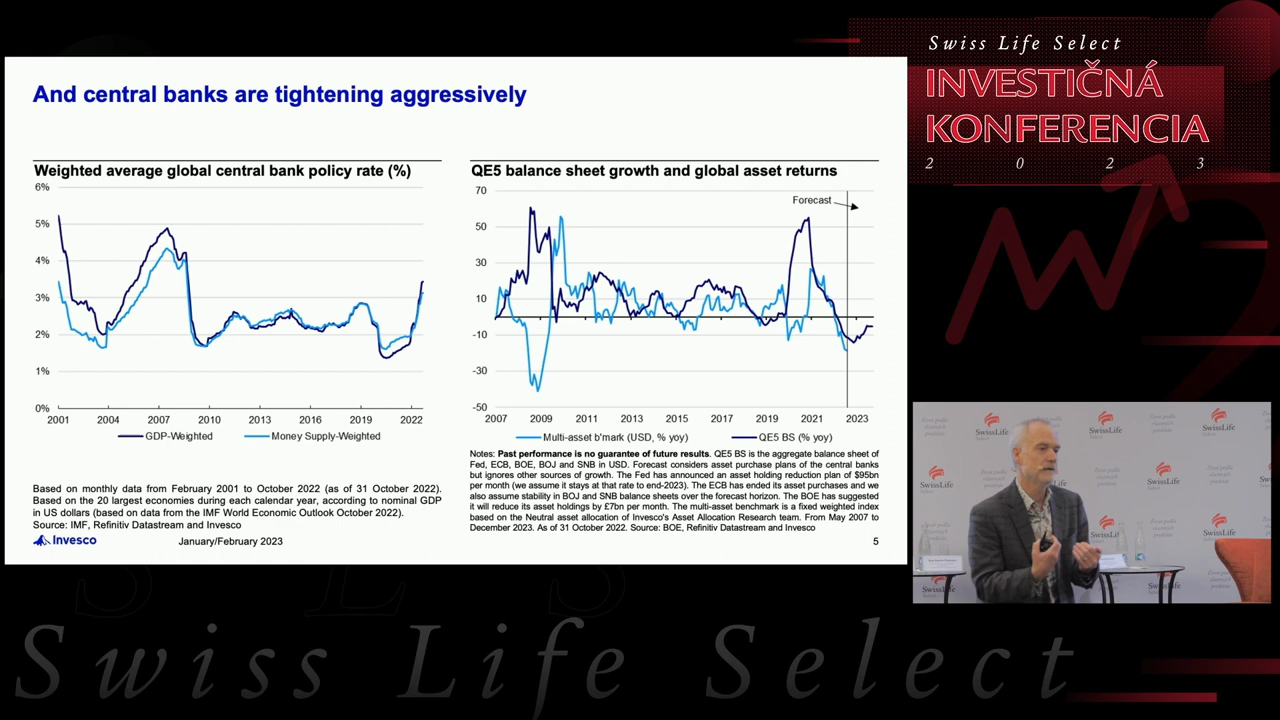 And central banks are tightening aggressively
Weighted average global central bank policy rate (%)
6%
5%
4%
3%
2%
1%
0%
2001 2004 2007 2010 2013 2016 2019 2022
GDP-Weighted Money Supply-Weighted
Based on monthly data from February 2001 to October 2022 (as of 31 October 2022).
Based on the 20 largest economies during each calendar year, according to nominal GDP
in US dollars (based on data from the IMF World Economic Outlook October 2022).
Source: IMF, Refinitiv Datastream and Invesco
QE5 balance sheet growth and global asset returns
70
50
30
10
-10
-30
-50
Forecast
2007 2009 2011 2013 2015 2017 2019 2021 2023
Multi-asset b'mark (USD, % yoy) QE5 BS (% yoy)
Notes: Past performance is no guarantee of future results. QE5 BS is the aggregate balance sheet of
Fed, ECB, BOE, BOJ and SNB in USD. Forecast considers asset purchase plans of the central banks
but ignores other sources of growth. The Fed has announced an asset holding reduction plan of $95bn
per month (we assume it stays at that rate to end-2023). The ECB has ended its asset purchases and we
also assume stability in BOJ and SNB balance sheets over the forecast horizon. The BOE has suggested
it will reduce its asset holdings by £7bn per month. The multi-asset benchmark is a fixed weighted index
based on the Neutral asset allocation of Invesco's Asset Allocation Research team. From May 2007 to
December 2023. As of 31 October 2022. Source: BOE, Refinitiv Datastream and Invesco
Invesco
January/February 2023
5
Swiss Life Select
INVESTIČNÁ
KONFERENCIA
2 0 2 3
SwissLife
Select
SwissLife
Select
SwissLife
Select
SwissLife
SwissLife
Swiss Life Select